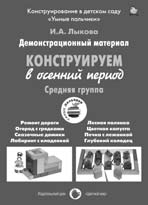 Конструирование в детском саду
«Умные пальчики»
И.А. Лыкова
Демонстрационный материал
КОНСТРУИРУЕМ
в осенний период
Средняя группа
Ремонт дороги
Огород с грядками
Сказочные домики
Лабиринт с кладовкой
Лесная полянка
Цветная капуста
Печка с лежанкой
Глубокий колодец